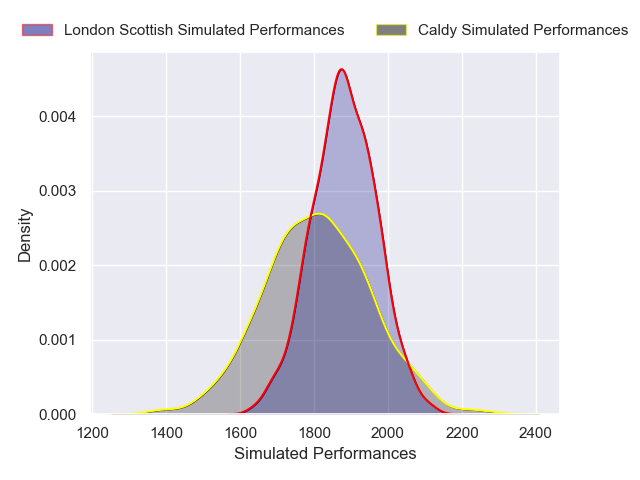 London Scottish Simulated Performances
Caldy Simulated Performances
0.004
0.003
0.002
0.001
0.000
Density
1200 1400 1600 1800 2000 2200 2400
Simulated Performances